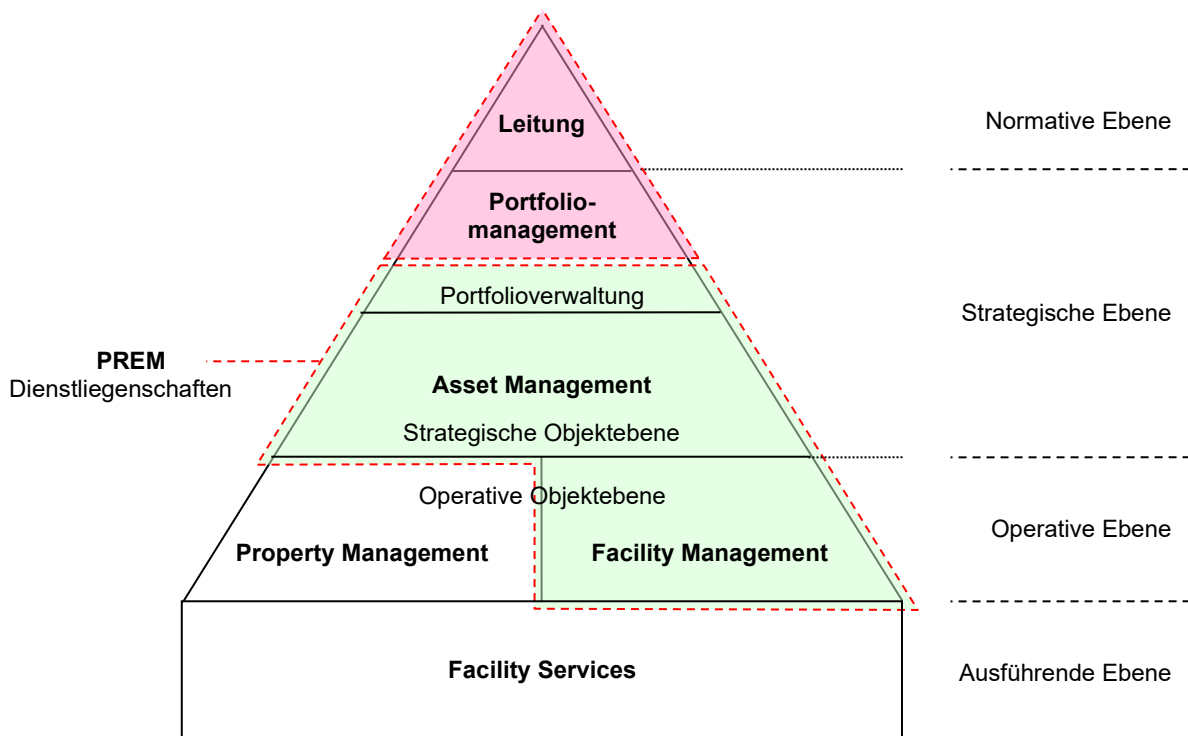 Leitung
Normative Ebene
Portfolio-
management
Portfolioverwaltung
Strategische Ebene
PREM
Dienstliegenschaften
Asset Management
Strategische Objektebene
Operative Objektebene
Operative Ebene
Property Management
Facility Management
Facility Services
Ausführende Ebene